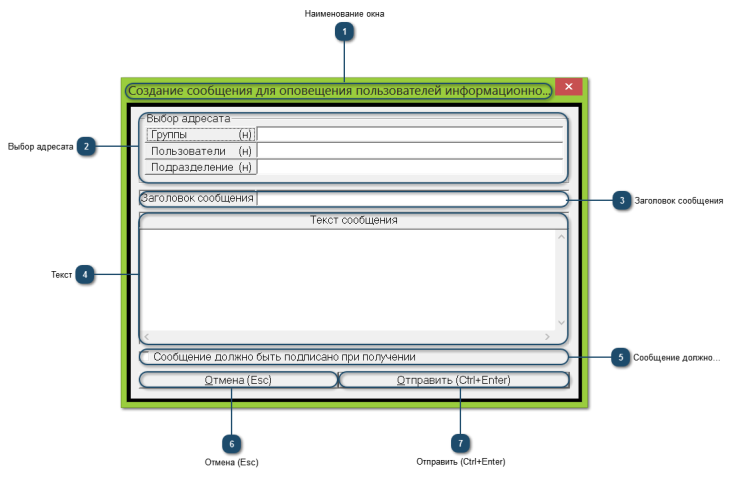 Наименование окна
1
Создание сообщения для оповещения пользователей информационно...
Выбор адресата
Группы (н)
Пользователи (н)
Подразделение (н)
Выбор адресата 2
Заголовок сообщения
3 Заголовок сообщения
Текст сообщения
Текст 4
Сообщение должно быть подписано при получении
5 Сообщение должно...
Отмена (Esc) Отправить (Ctrl+Enter)
6 7
Отмена (Esc) Отправить (Ctrl+Enter)